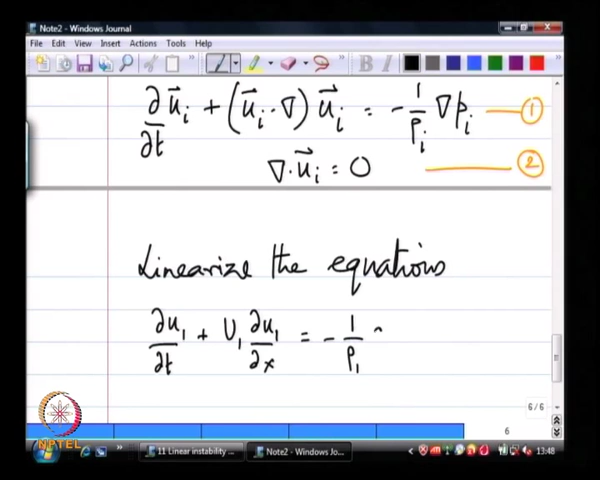 Note2 - Windows Journal
File Edit View Insert Actions Tools Help
∂/∂t u⃗ᵢ + (u⃗ᵢ · ∇) u⃗ᵢ = - 1/ρᵢ ∇pᵢ — ①
∇ · u⃗ᵢ = 0 — ②
Linearize the equations
∂u₁/∂t + U₁ ∂u₁/∂x = - 1/ρ₁
6/6
6
NPTEL
11 Linear instability ...
Note2 - Windows Jo...
13:48